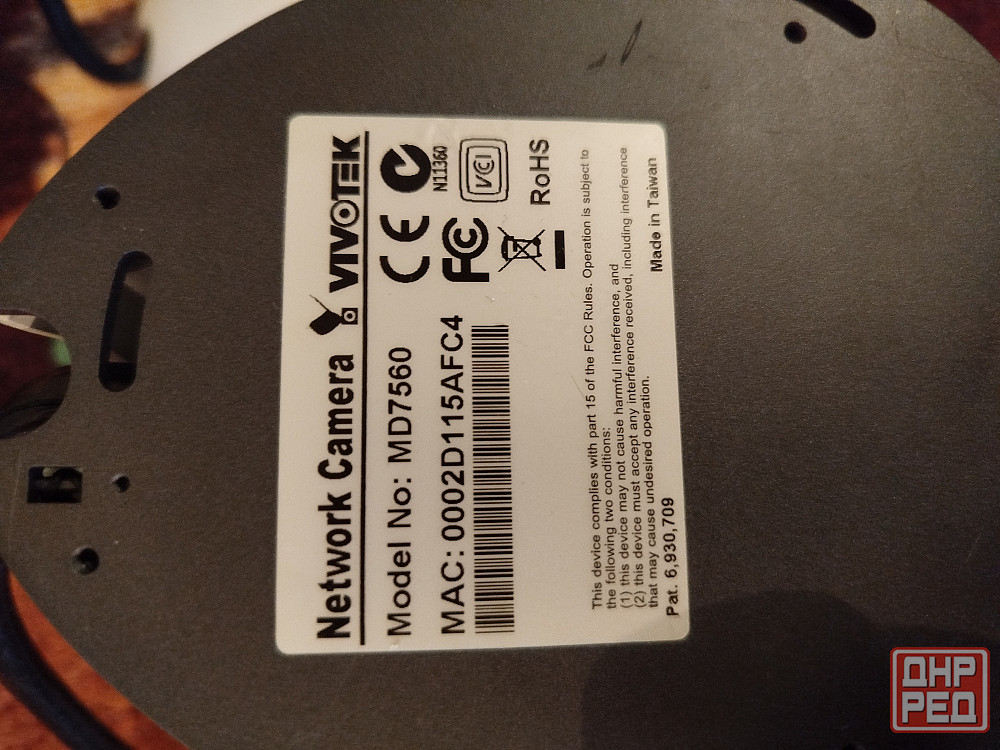 Network Camera VIVOTEK
Model No: MD7560
MAC: 0002D115AFC4
CE
N11360
FC
VCI
RoHS
This device complies with part 15 of the FCC Rules. Operation is subject to
the following two conditions:
(1) this device may not cause harmful interference, and
(2) this device must accept any interference received, including interference
that may cause undesired operation.
Pat. 6,930,709
Made in Taiwan
ДНР
РЕД